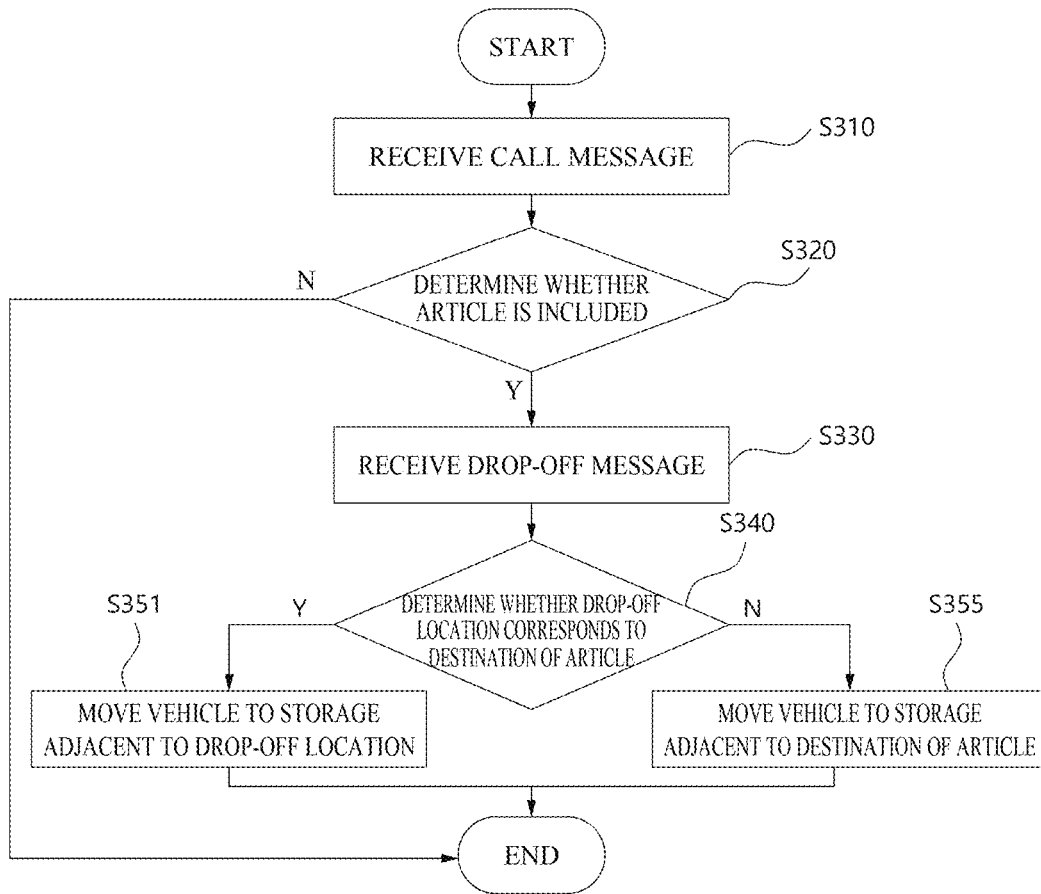 START
S310
RECEIVE CALL MESSAGE
S320
N
DETERMINE WHETHER
ARTICLE IS INCLUDED
Y
S330
RECEIVE DROP-OFF MESSAGE
S340
S351
Y
DETERMINE WHETHER DROP-OFF
LOCATION CORRESPONDS TO
DESTINATION OF ARTICLE
N
S355
MOVE VEHICLE TO STORAGE
ADJACENT TO DROP-OFF LOCATION
MOVE VEHICLE TO STORAGE
ADJACENT TO DESTINATION OF ARTICLE
END